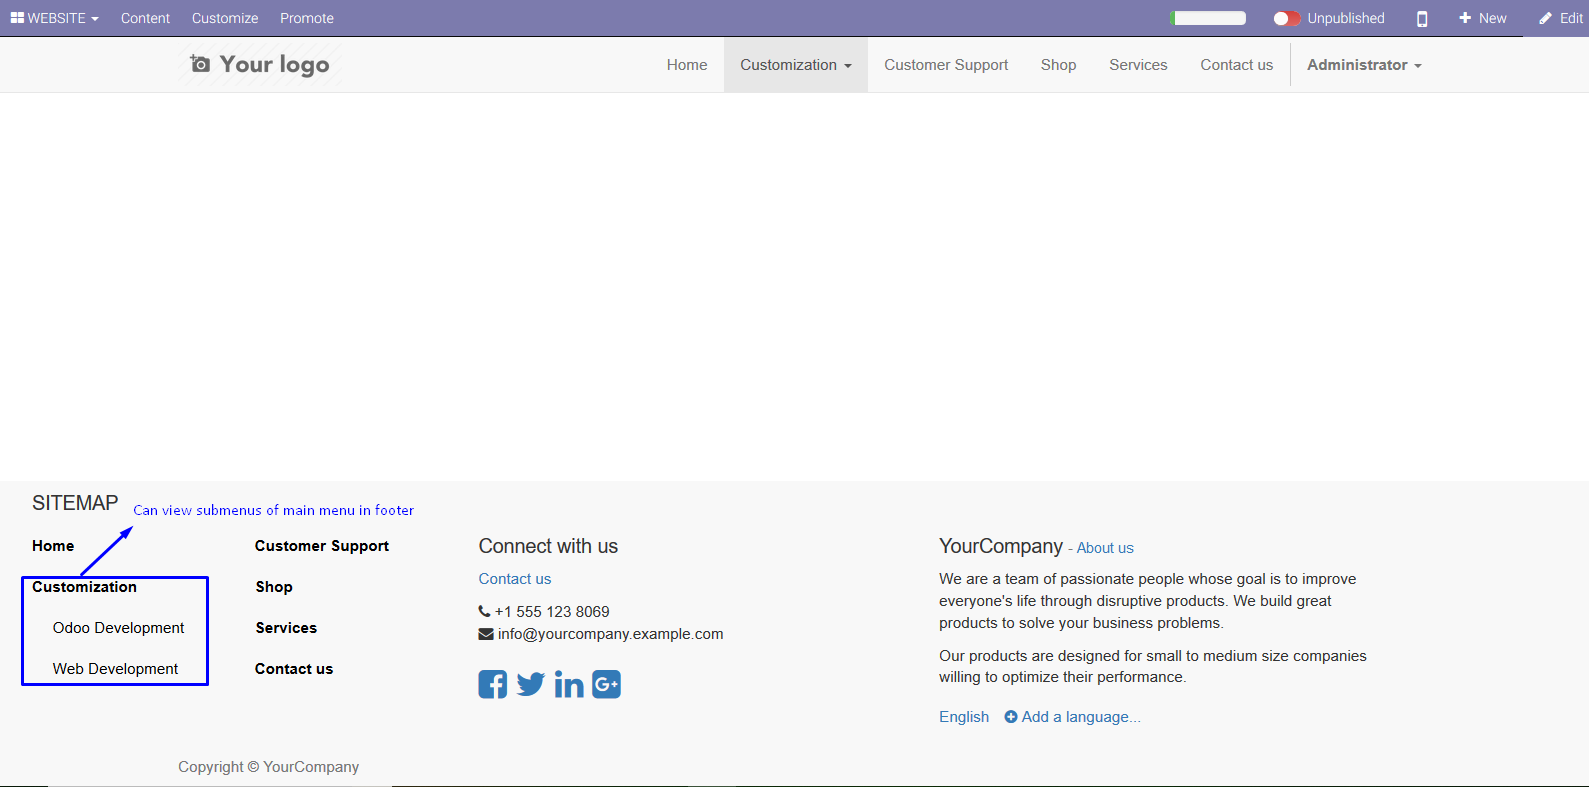 WEBSITE Content Customize Promote Unpublished New Edit
Your logo Home Customization Customer Support Shop Services Contact us Administrator
SITEMAP
Can view submenus of main menu in footer
Home
Customization
Odoo Development
Web Development
Customer Support
Shop
Services
Contact us
Connect with us
Contact us
+1 555 123 8069
info@yourcompany.example.com
YourCompany - About us
We are a team of passionate people whose goal is to improve
everyone's life through disruptive products. We build great
products to solve your business problems.
Our products are designed for small to medium size companies
willing to optimize their performance.
English Add a language...
Copyright © YourCompany